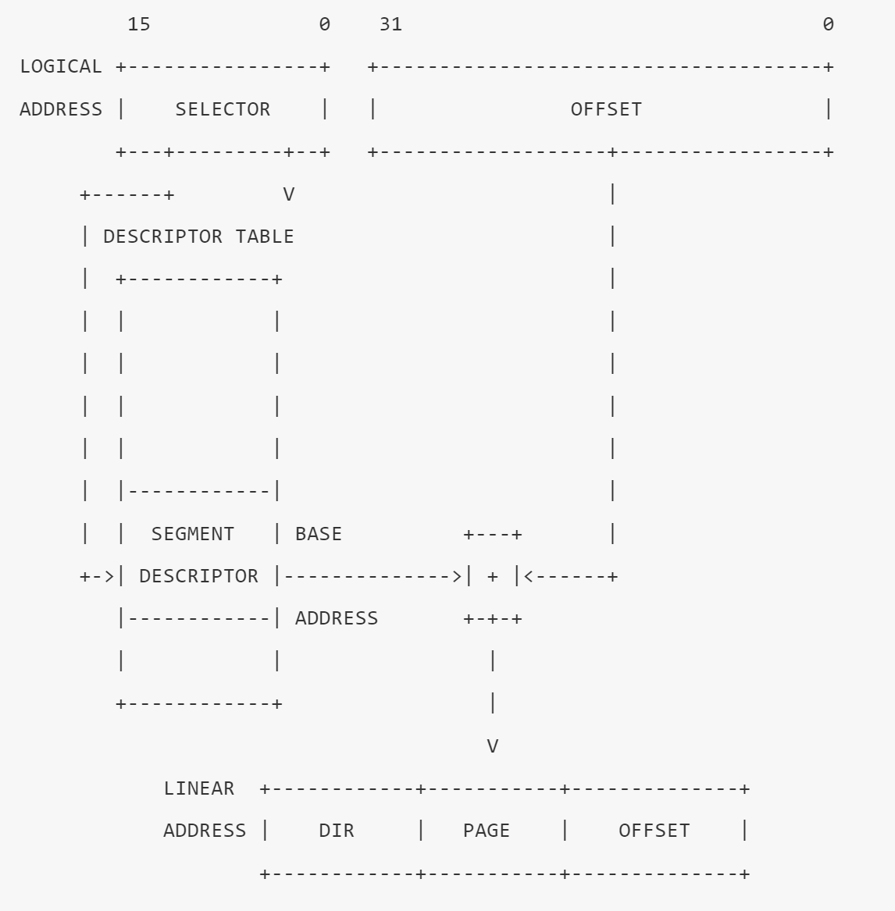 15              0    31                                   0
LOGICAL +----------------+   +-------------------------------------+
ADDRESS |    SELECTOR    |   |                OFFSET               |
        +---+---------+--+   +-------------------+-----------------+
     +------+         V                          |
     | DESCRIPTOR TABLE                          |
     |  +------------+                           |
     |  |            |                           |
     |  |            |                           |
     |  |            |                           |
     |  |            |                           |
     |  |------------|                           |
     |  |  SEGMENT   | BASE          +---+       |
     +->| DESCRIPTOR |-------------->| + |<------+
        |------------| ADDRESS       +-+-+
        |            |                 |
        +------------+                 |
                                       V
            LINEAR  +------------+-----------+--------------+
            ADDRESS |    DIR     |   PAGE    |    OFFSET    |
                    +------------+-----------+--------------+